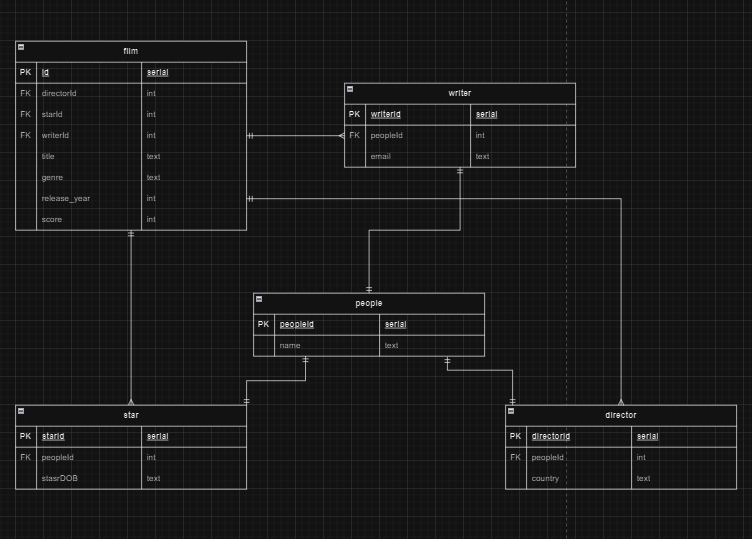 film
PK id serial
FK directorId int
FK starId int
FK writerId int
title text
genre text
release_year int
score int
writer
PK writerId serial
FK peopleId int
email text
people
PK peopleId serial
name text
star
PK starId serial
FK peopleId int
stasrDOB text
director
PK directorId serial
FK peopleId int
country text